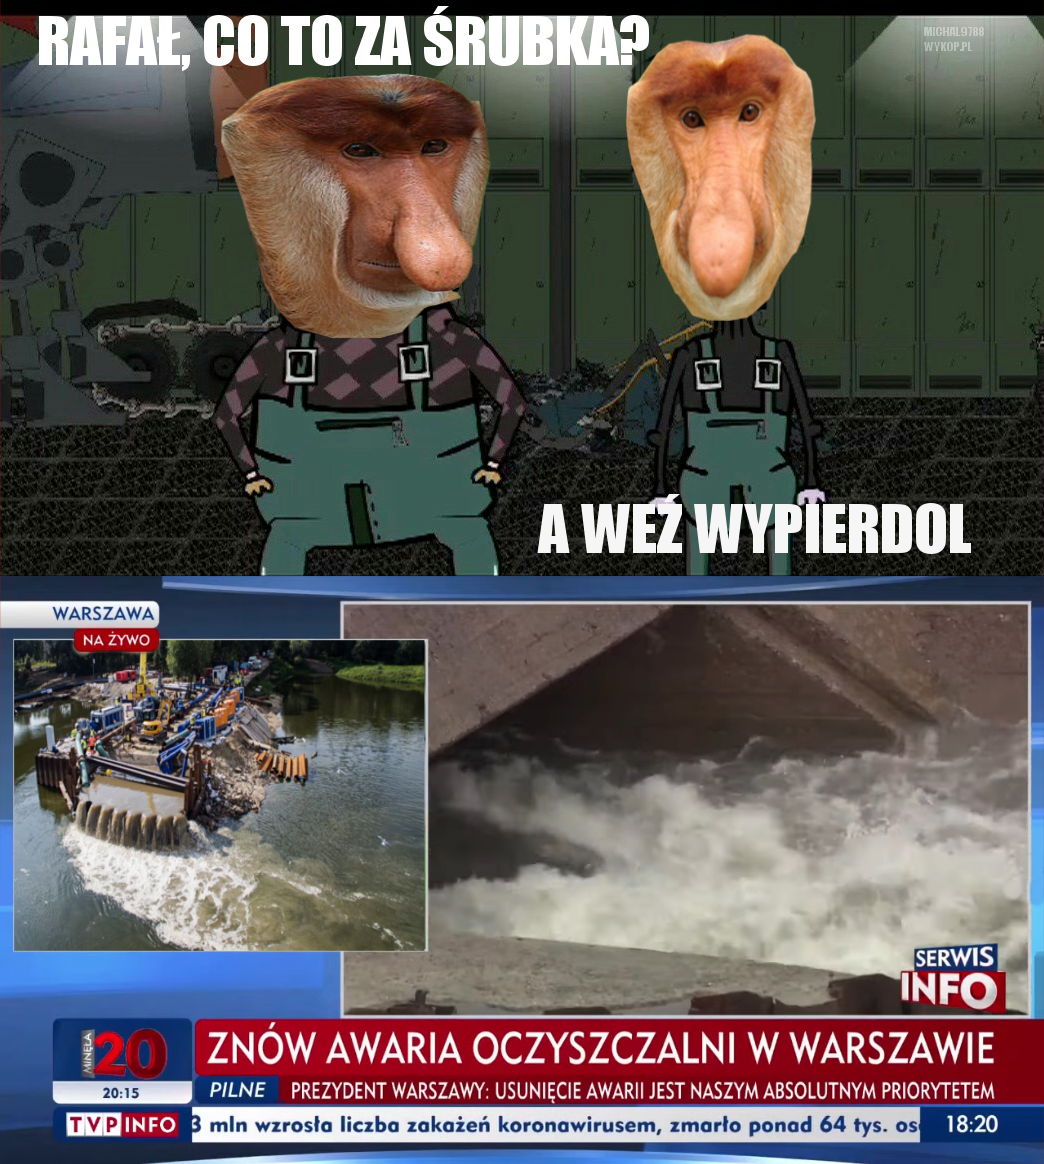 RAFAŁ, CO TO ZA ŚRUBKA?
MICHAL9788
WYKOP.PL
A WEŹ WYPIERDOL
WARSZAWA
NA ŻYWO
SERWIS
INFO
MINĘŁA
20
ZNÓW AWARIA OCZYSZCZALNI W WARSZAWIE
20:15
PILNE PREZYDENT WARSZAWY: USUNIĘCIE AWARII JEST NASZYM ABSOLUTNYM PRIORYTETEM
TVP INFO 3 mln wzrosła liczba zakażeń koronawirusem, zmarło ponad 64 tys. os 18:20